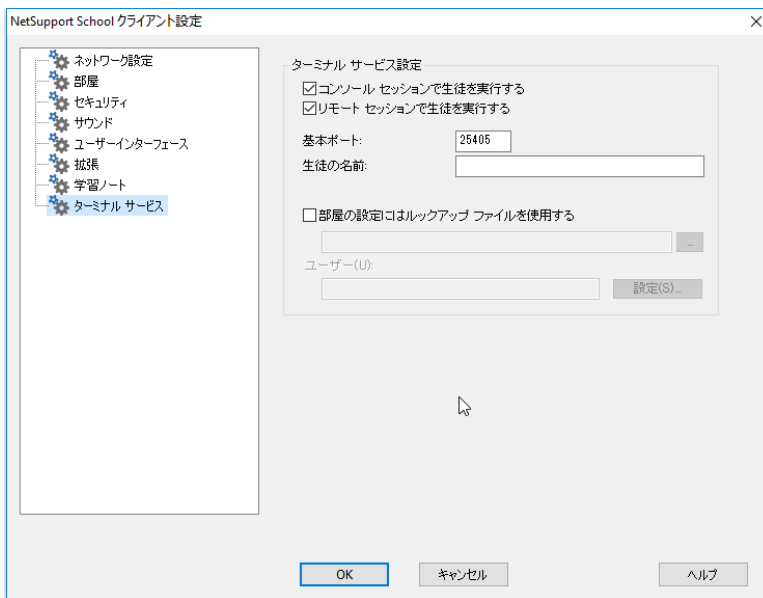 NetSupport School クライアント設定
ネットワーク設定
部屋
セキュリティ
サウンド
ユーザーインターフェース
拡張
学習ノート
ターミナル サービス
ターミナル サービス設定
コンソール セッションで生徒を実行する
リモート セッションで生徒を実行する
基本ポート: 25405
生徒の名前:
部屋の設定にはルックアップ ファイルを使用する
...
ユーザー(U):
設定(S)...
OK キャンセル ヘルプ